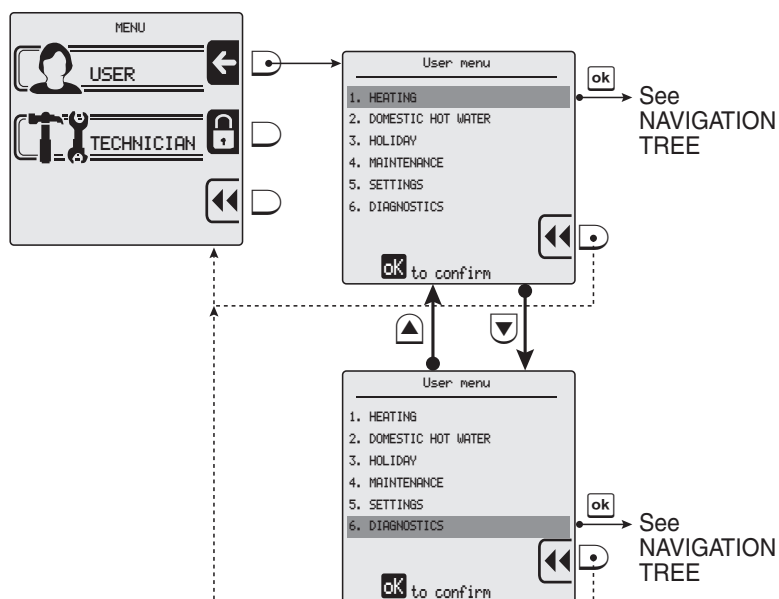 MENU
USER
TECHNICIAN
User menu
1. HEATING
2. DOMESTIC HOT WATER
3. HOLIDAY
4. MAINTENANCE
5. SETTINGS
6. DIAGNOSTICS
oK to confirm
ok
See
NAVIGATION
TREE
User menu
1. HEATING
2. DOMESTIC HOT WATER
3. HOLIDAY
4. MAINTENANCE
5. SETTINGS
6. DIAGNOSTICS
oK to confirm
ok
See
NAVIGATION
TREE